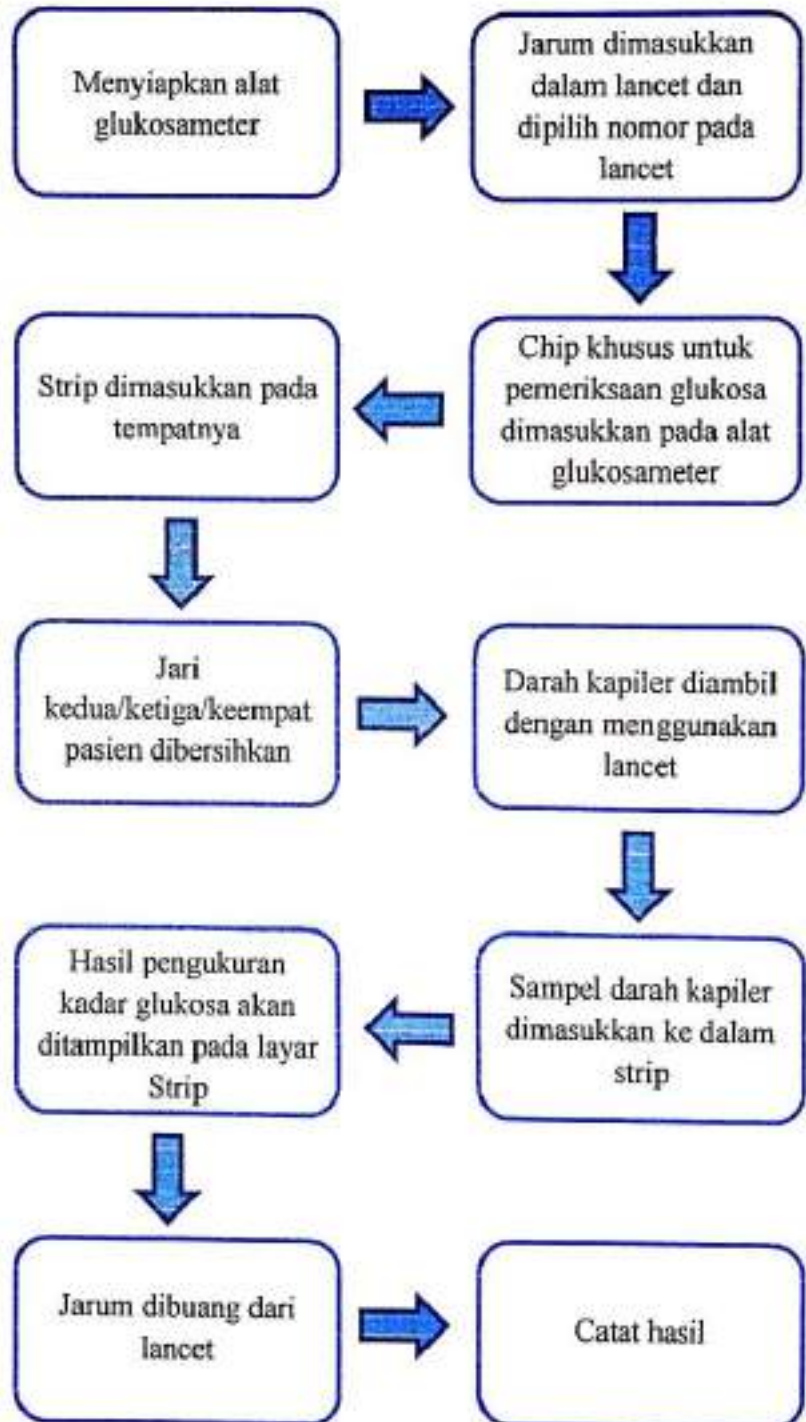 Menyiapkan alat
glukosameter
Jarum dimasukkan
dalam lancet dan
dipilih nomor pada
lancet
Chip khusus untuk
pemeriksaan glukosa
dimasukkan pada alat
glukosameter
Strip dimasukkan pada
tempatnya
Jari
kedua/ketiga/keempat
pasien dibersihkan
Darah kapiler diambil
dengan menggunakan
lancet
Sampel darah kapiler
dimasukkan ke dalam
strip
Hasil pengukuran
kadar glukosa akan
ditampilkan pada layar
Strip
Jarum dibuang dari
lancet
Catat hasil